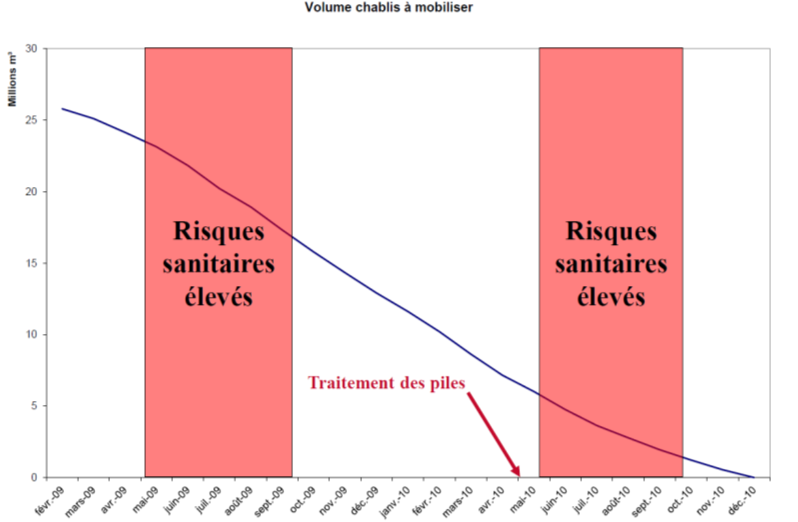 Volume chablis à mobiliser
Millions m³
30
25
20
15
10
5
0
Risques
sanitaires
élevés
Risques
sanitaires
élevés
Traitement des piles
févr.-09
mars-09
avr.-09
mai-09
juin-09
juil.-09
août-09
sept.-09
oct.-09
nov.-09
déc.-09
janv.-10
févr.-10
mars-10
avr.-10
mai-10
juin-10
juil.-10
août-10
sept.-10
oct.-10
nov.-10
déc.-10